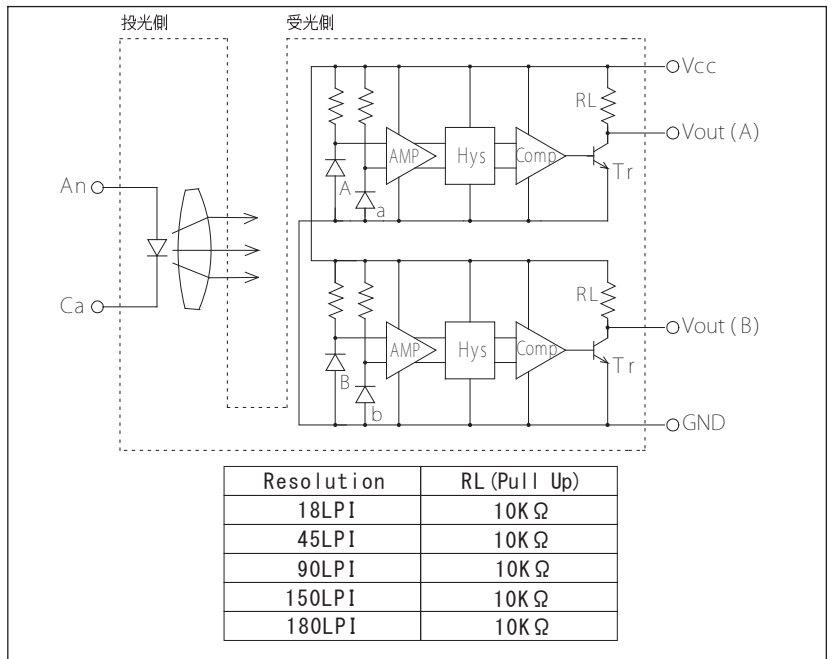 投光側
受光側
Vcc
RL
Vout (A)
AMP
Hys
Comp
Tr
A
a
An
Ca
RL
Vout (B)
AMP
Hys
Comp
Tr
B
b
GND
Resolution RL(Pull Up)
18LPI 10KΩ
45LPI 10KΩ
90LPI 10KΩ
150LPI 10KΩ
180LPI 10KΩ